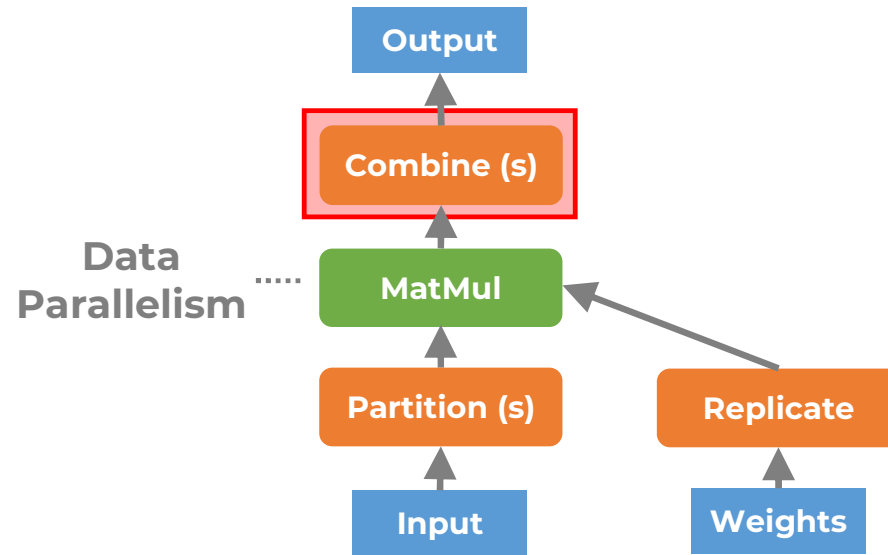 Output
Combine (s)
Data
Parallelism
MatMul
Partition (s)
Replicate
Input
Weights